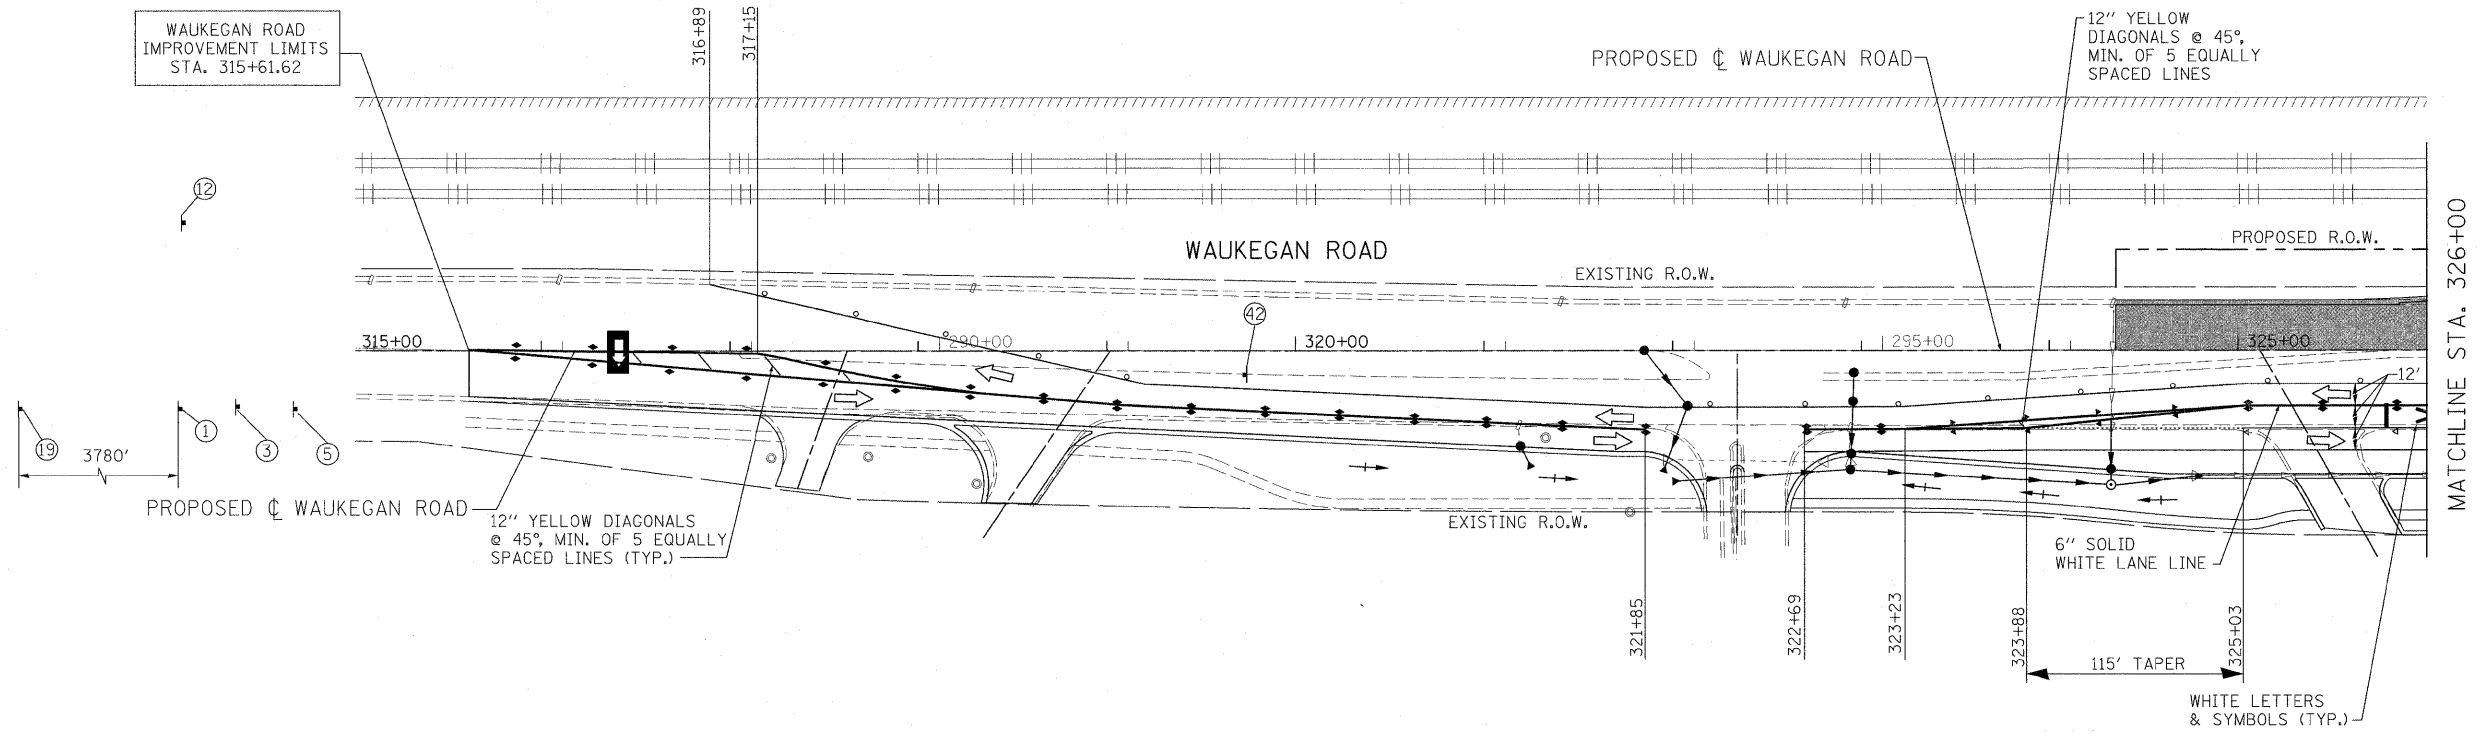 WAUKEGAN ROAD
IMPROVEMENT LIMITS
STA. 315+61.62
316+89
317+15
PROPOSED ℄ WAUKEGAN ROAD
12" YELLOW
DIAGONALS @ 45°,
MIN. OF 5 EQUALLY
SPACED LINES
12
WAUKEGAN ROAD
PROPOSED R.O.W.
EXISTING R.O.W.
MATCHLINE STA. 326+00
42
315+00
290+00
320+00
295+00
325+00
12'
19
1
3
5
3780'
PROPOSED ℄ WAUKEGAN ROAD
12" YELLOW DIAGONALS
@ 45°, MIN. OF 5 EQUALLY
SPACED LINES (TYP.)
EXISTING R.O.W.
6" SOLID
WHITE LANE LINE
321+85
322+69
323+23
323+88
325+03
115' TAPER
WHITE LETTERS
& SYMBOLS (TYP.)